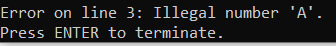 Error on line 3: Illegal number 'A'.
Press ENTER to terminate.